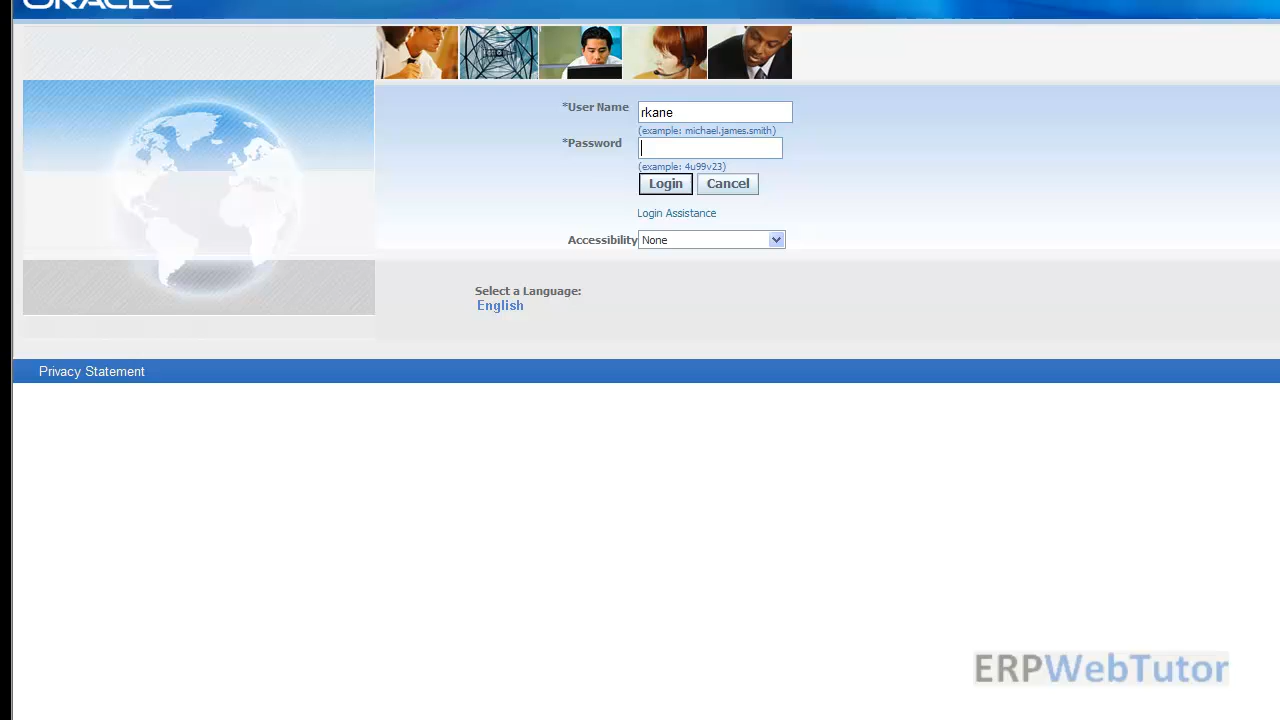 ORACLE
*User Name rkane
(example: michael.james.smith)
*Password
(example: 4u99v23)
Login Cancel
Login Assistance
Accessibility None
Select a Language:
English
Privacy Statement
ERPWebTutor